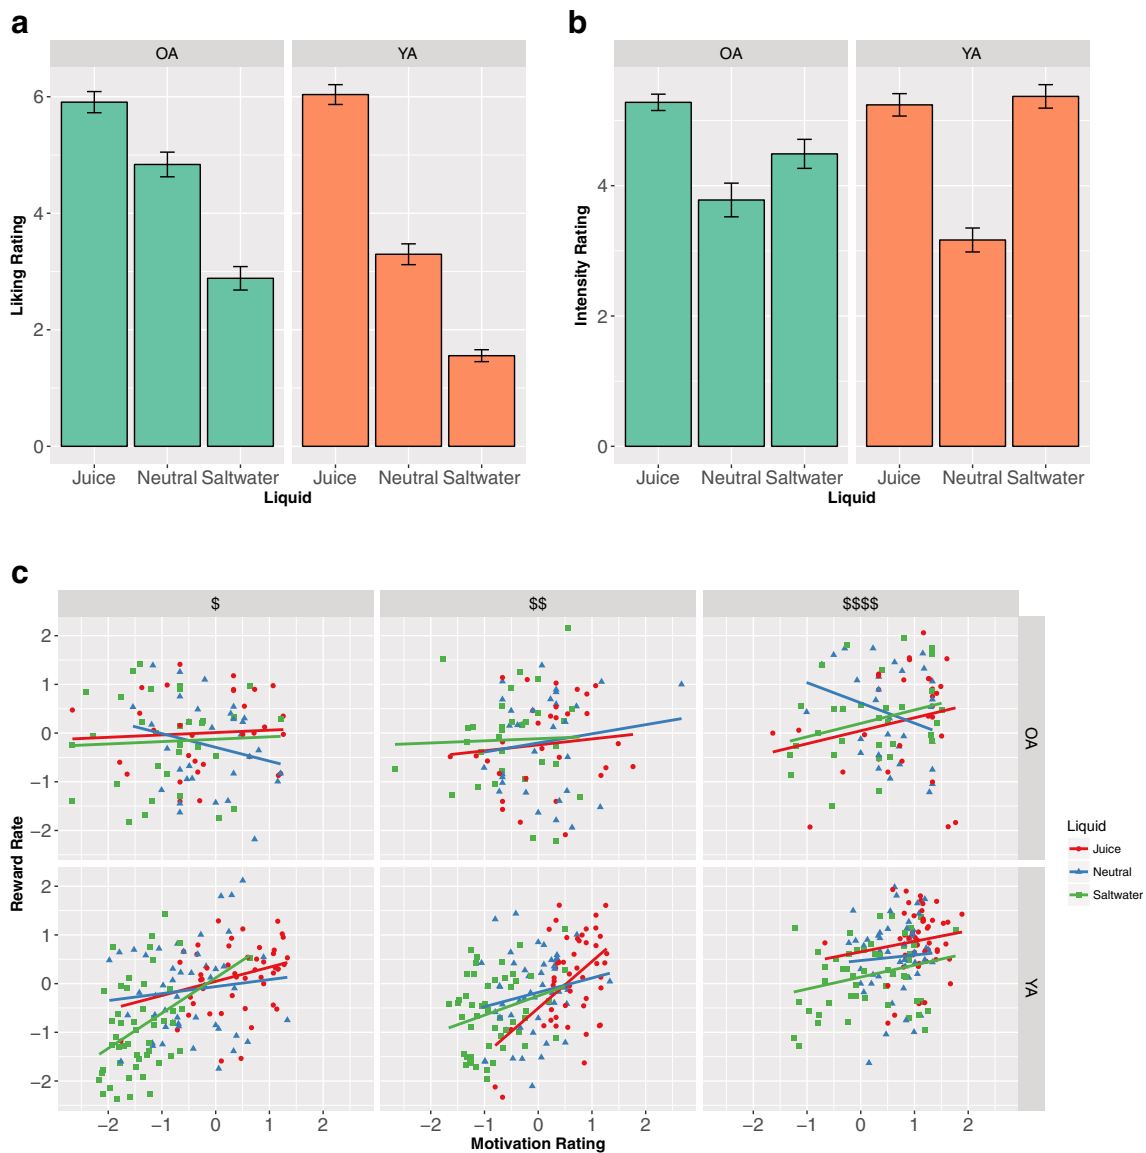 a
b
OA YA
OA YA
Liking Rating
6
4
2
0
Juice Neutral Saltwater Juice Neutral Saltwater
Liquid
Intensity Rating
4
2
0
Juice Neutral Saltwater Juice Neutral Saltwater
Liquid
c
$ $$ $$$$
Reward Rate
2
1
0
−1
−2
OA
2
1
0
−1
−2
YA
−2 −1 0 1 2 −2 −1 0 1 2 −2 −1 0 1 2
Motivation Rating
Liquid
Juice
Neutral
Saltwater